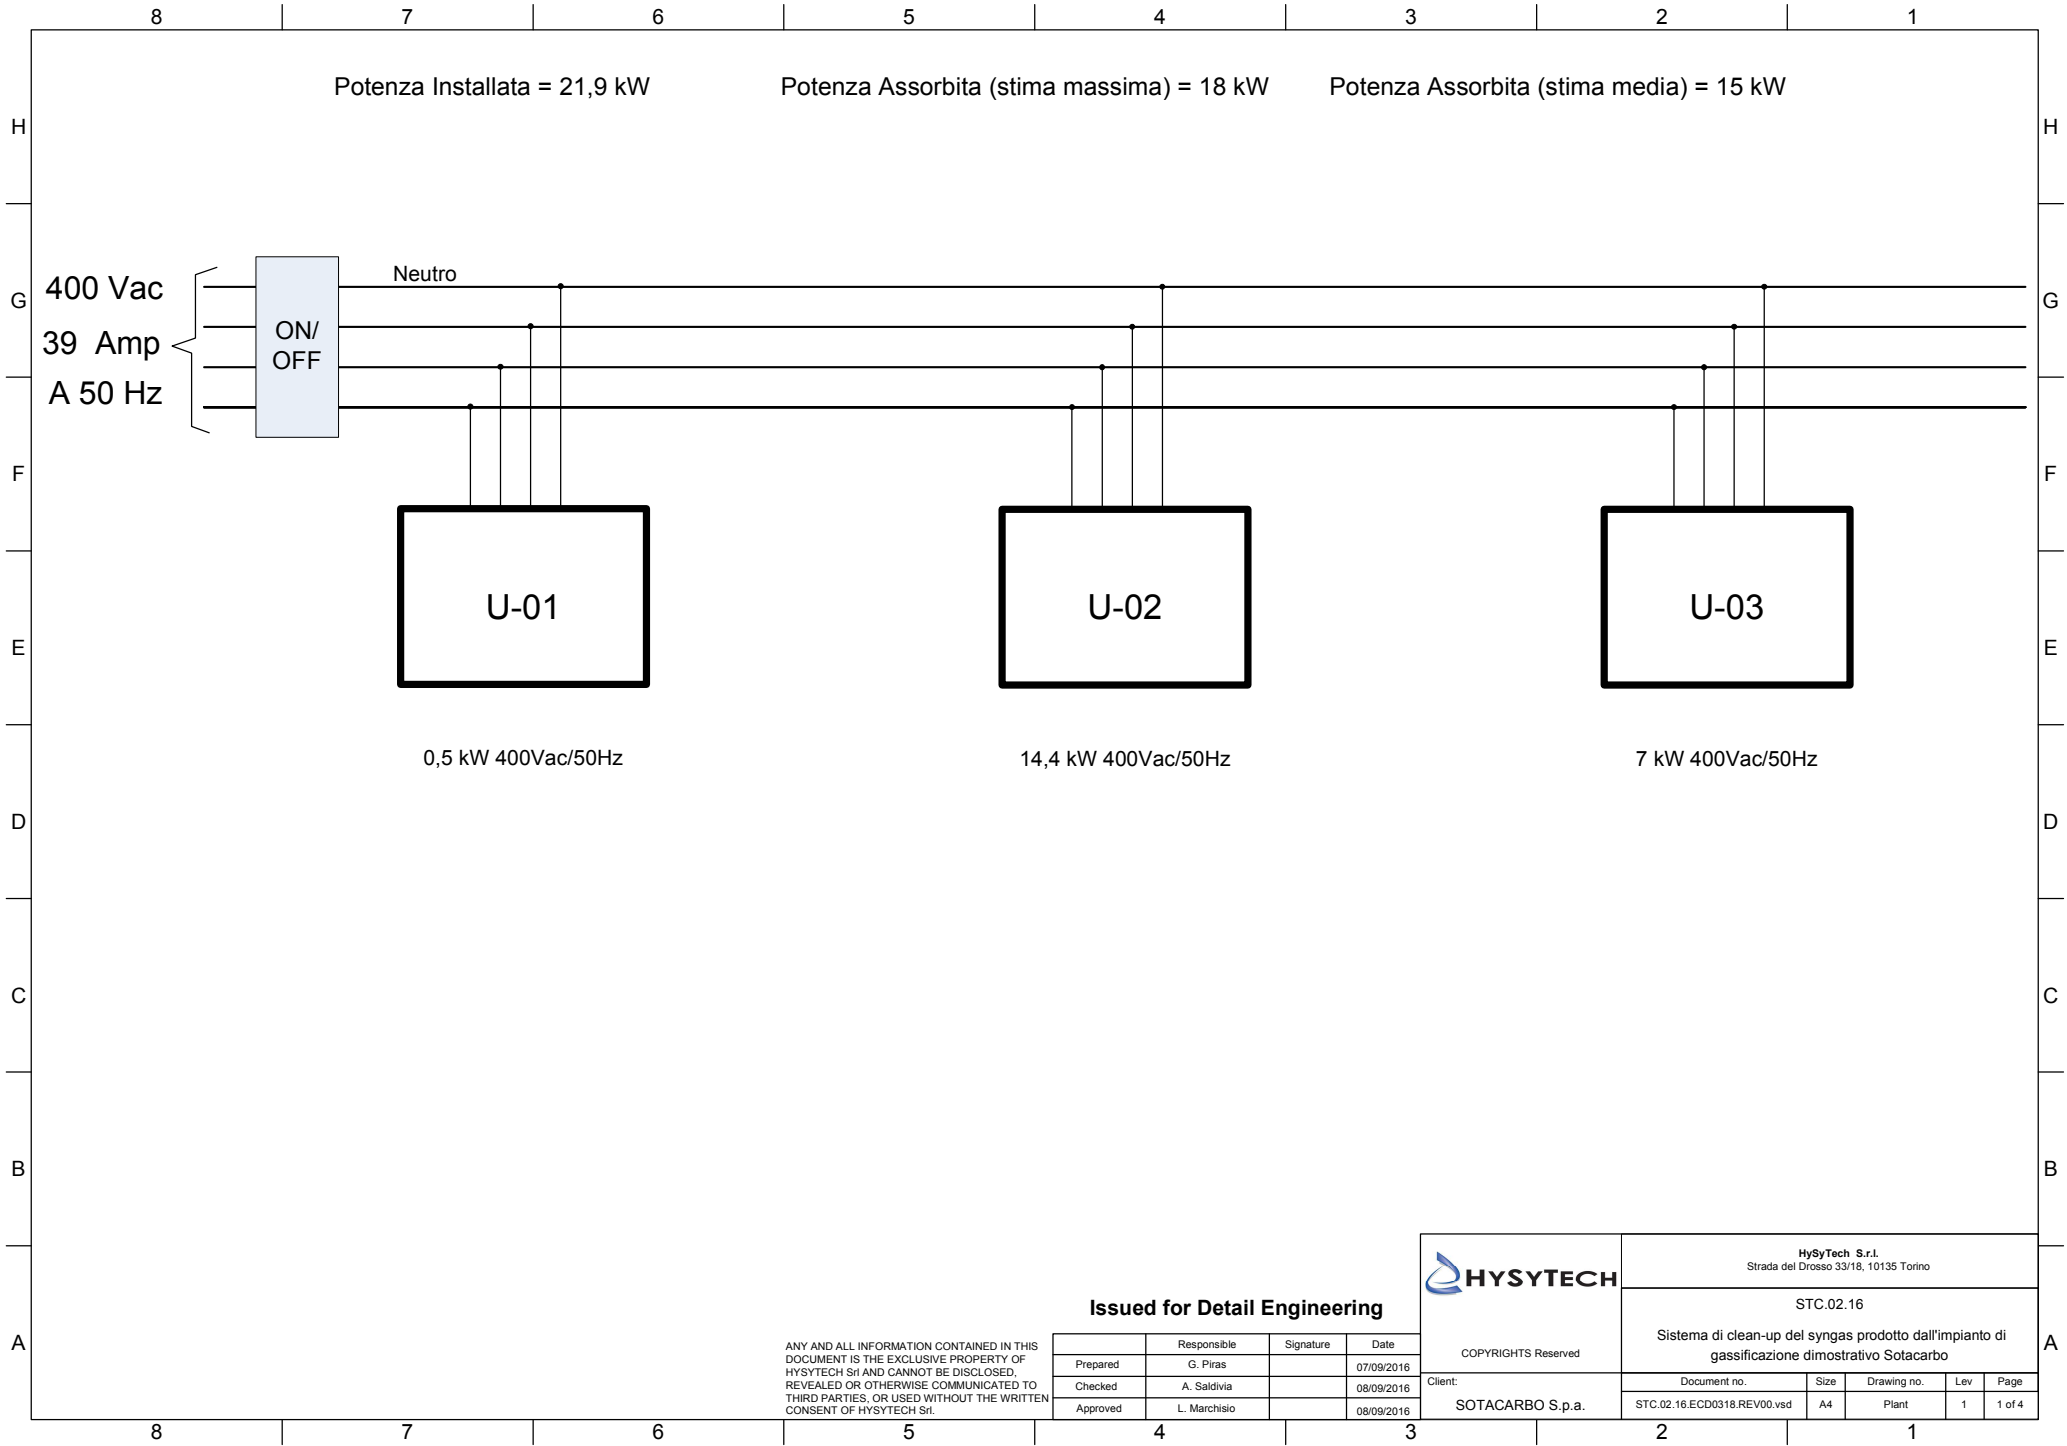 8 7 6 5 4 3 2 1
Potenza Installata = 21,9 kW Potenza Assorbita (stima massima) = 18 kW Potenza Assorbita (stima media) = 15 kW
H H
Neutro
400 Vac
G G
ON/
OFF
39 Amp
A 50 Hz
F F
U-01 U-02 U-03
E E
0,5 kW 400Vac/50Hz 14,4 kW 400Vac/50Hz 7 kW 400Vac/50Hz
D D
C C
B B
A A
Issued for Detail Engineering
ANY AND ALL INFORMATION CONTAINED IN THIS
DOCUMENT IS THE EXCLUSIVE PROPERTY OF
HYSYTECH Srl AND CANNOT BE DISCLOSED,
REVEALED OR OTHERWISE COMMUNICATED TO
THIRD PARTIES, OR USED WITHOUT THE WRITTEN
CONSENT OF HYSYTECH Srl.
Responsible Signature Date
Prepared G. Piras 07/09/2016
Checked A. Saldivia 08/09/2016
Approved L. Marchisio 08/09/2016
HYSYTECH
COPYRIGHTS Reserved
Client:
SOTACARBO S.p.a.
HySyTech S.r.l.
Strada del Drosso 33/18, 10135 Torino
STC.02.16
Sistema di clean-up del syngas prodotto dall'impianto di
gassificazione dimostrativo Sotacarbo
Document no. Size Drawing no. Lev Page
STC.02.16.ECD0318.REV00.vsd A4 Plant 1 1 of 4
8 7 6 5 4 3 2 1